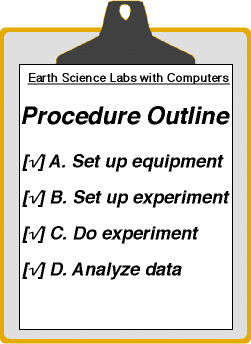 Earth Science Labs with Computers
Procedure Outline
[√] A. Set up equipment
[√] B. Set up experiment
[√] C. Do experiment
[√] D. Analyze data